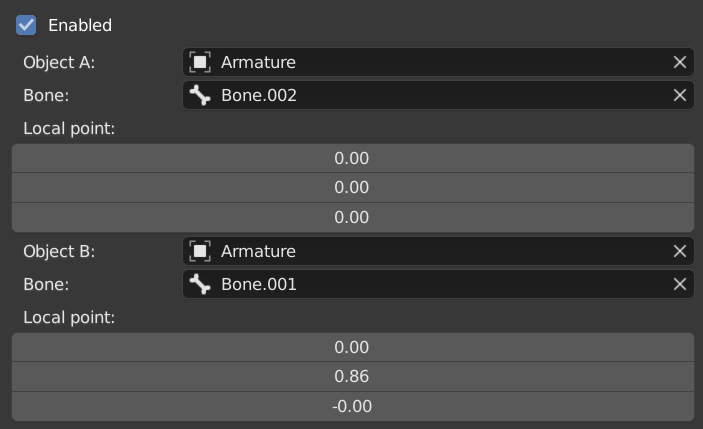 Enabled
Object A: Armature
Bone: Bone.002
Local point:
0.00
0.00
0.00
Object B: Armature
Bone: Bone.001
Local point:
0.00
0.86
-0.00